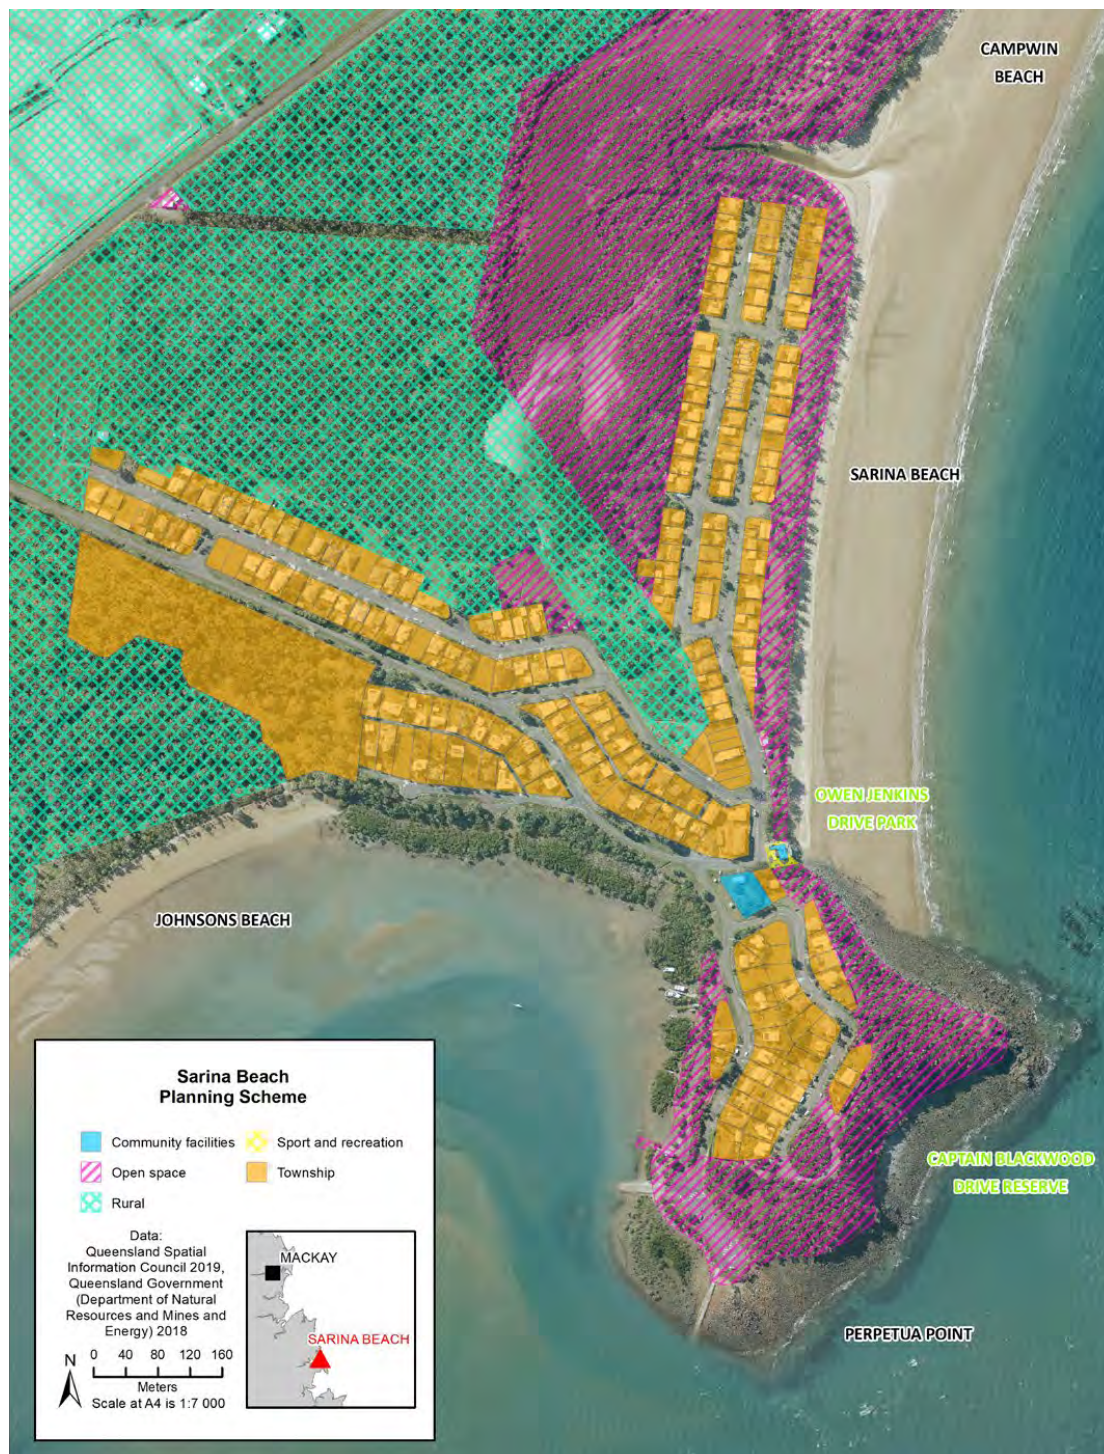 CAMPWIN
BEACH
SARINA BEACH
OWEN JENKINS
DRIVE PARK
JOHNSONS BEACH
CAPTAIN BLACKWOOD
DRIVE RESERVE
PERPETUA POINT
Sarina Beach
Planning Scheme
Community facilities
Sport and recreation
Open space
Township
Rural
Data:
Queensland Spatial
Information Council 2019,
Queensland Government
(Department of Natural
Resources and Mines and
Energy) 2018
N
0 40 80 120 160
Meters
Scale at A4 is 1:7 000
MACKAY
SARINA BEACH